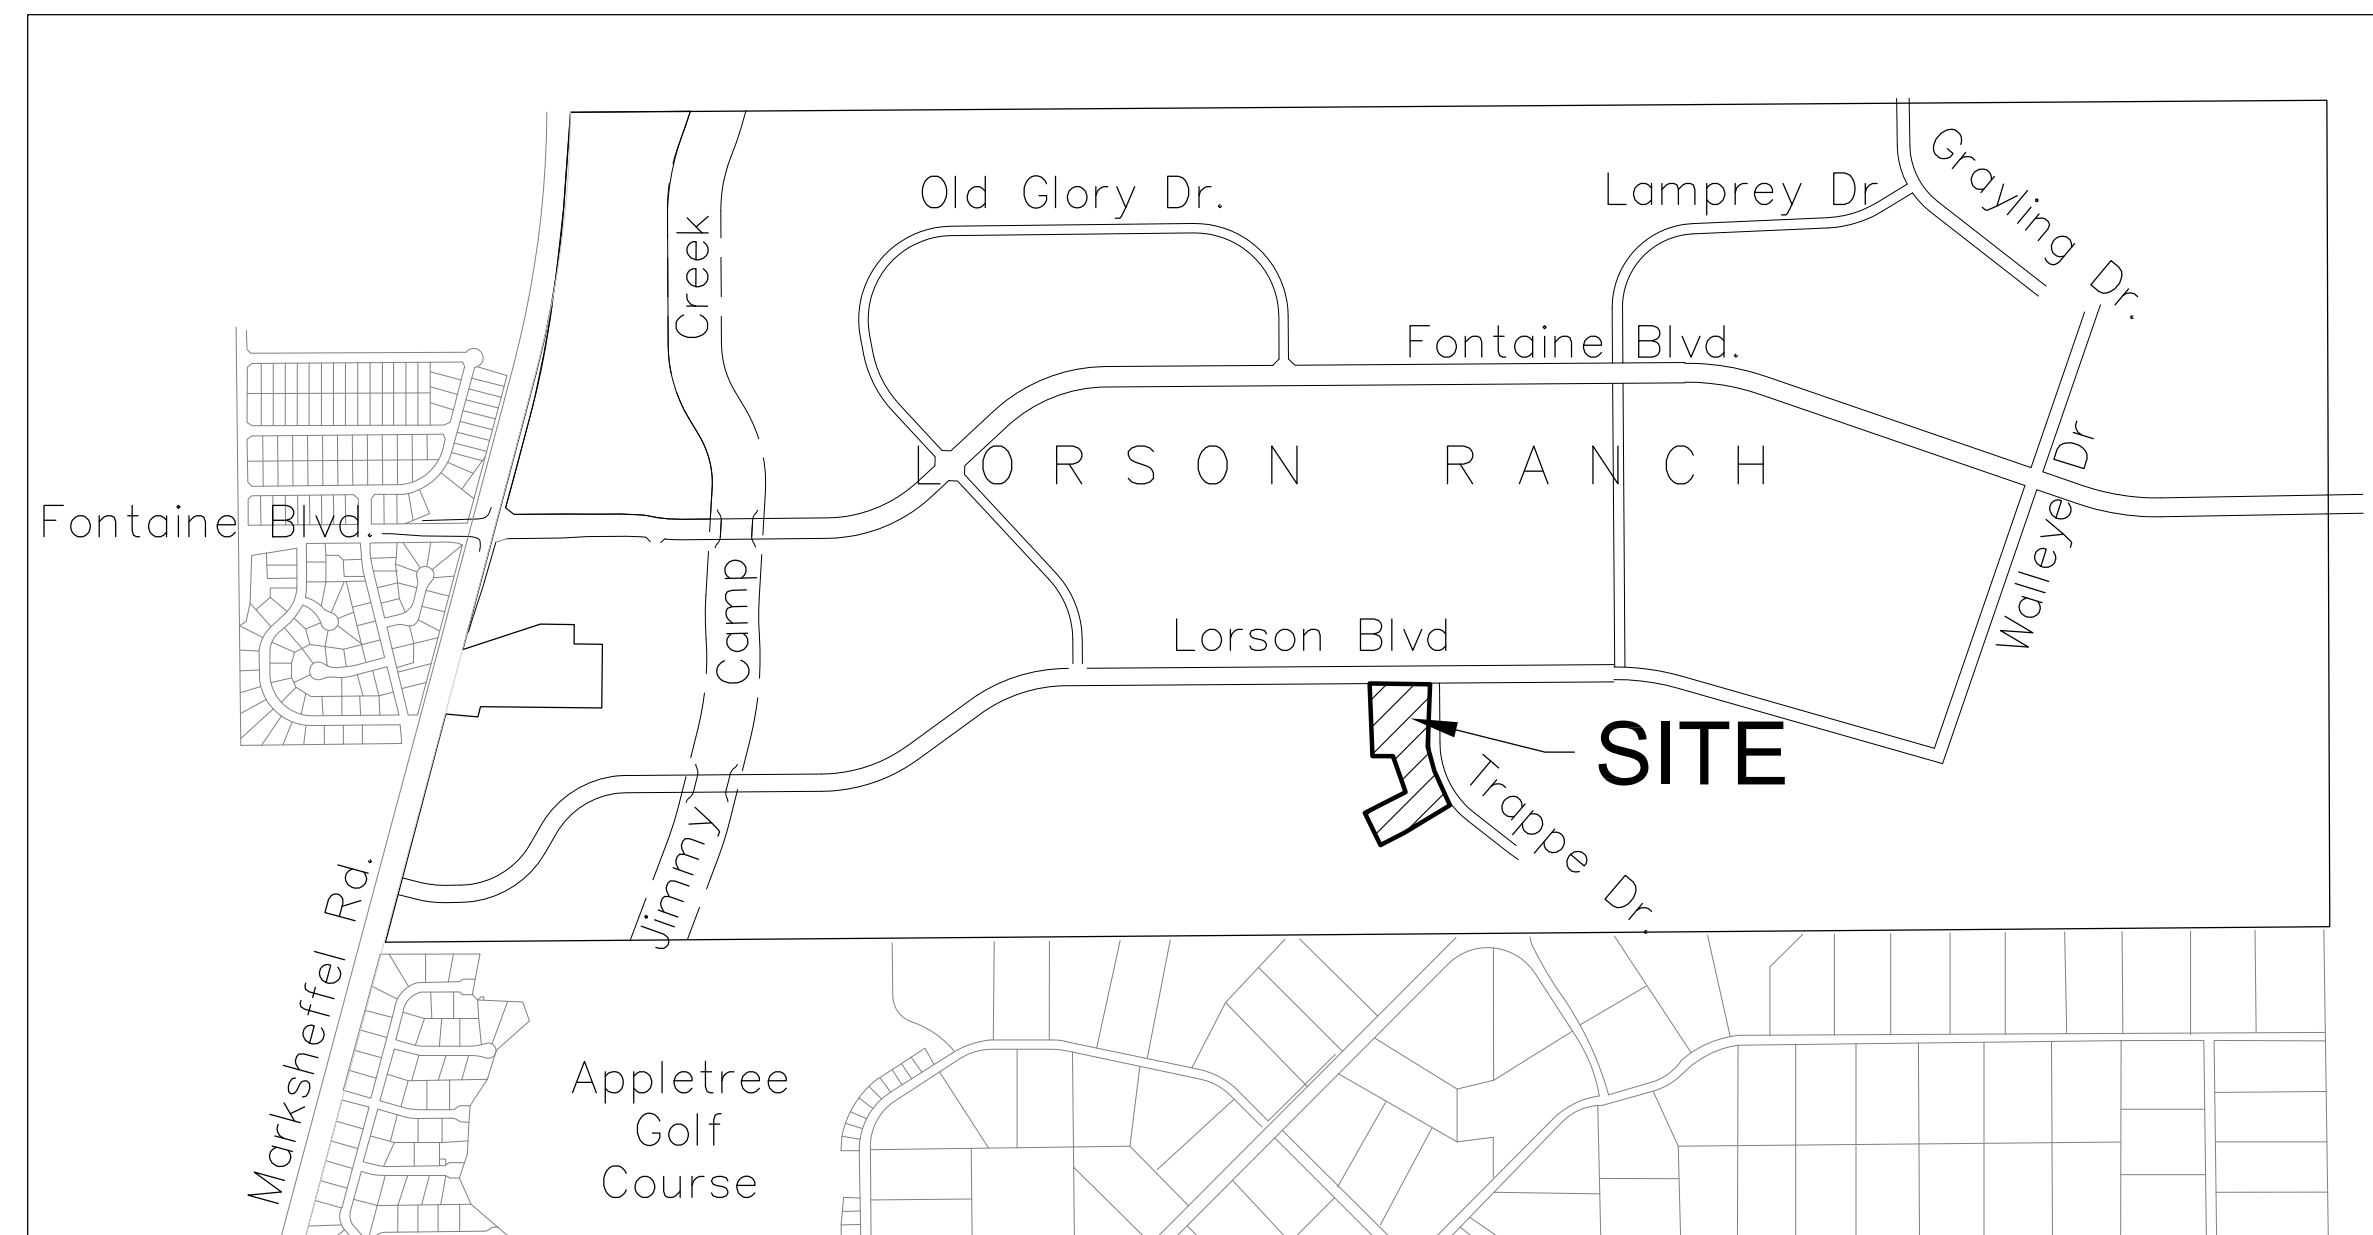 Old Glory Dr.
Lamprey Dr
Grayling Dr.
Creek
Fontaine Blvd.
LORSON RANCH
Walleye Dr
Fontaine Blvd.
Camp
Lorson Blvd
SITE
Trappe Dr.
Jimmy
Marksheffel Rd.
Appletree
Golf
Course